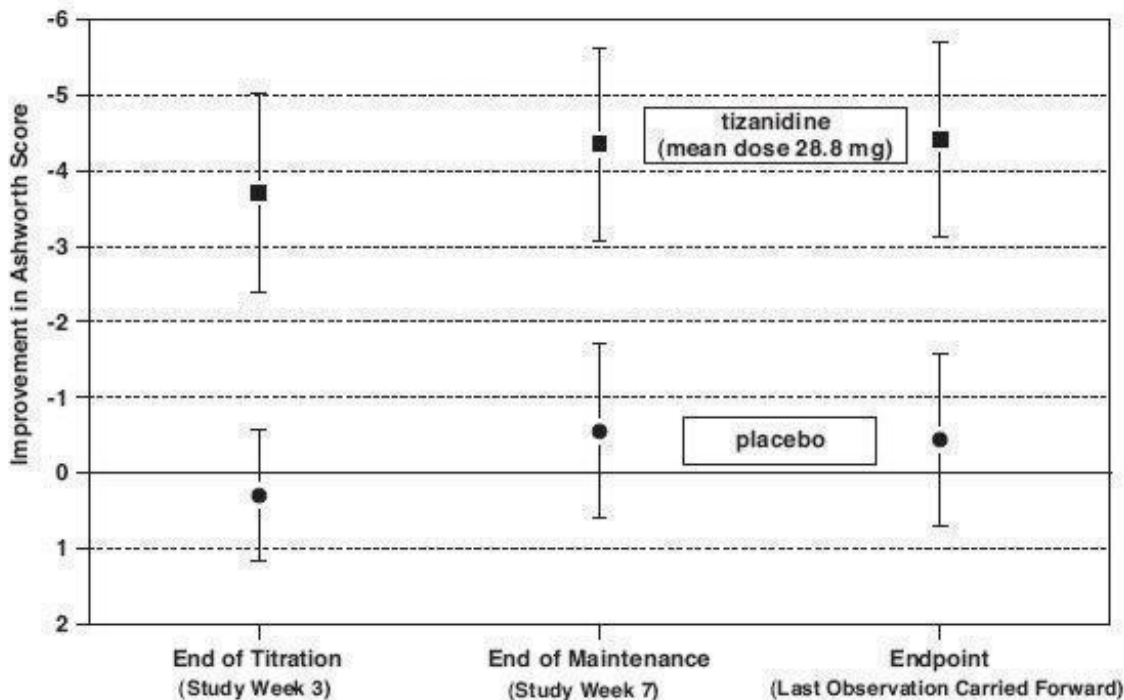 Improvement in Ashworth Score
-6
-5
-4
-3
-2
-1
0
1
2
tizanidine
(mean dose 28.8 mg)
placebo
End of Titration
(Study Week 3)
End of Maintenance
(Study Week 7)
Endpoint
(Last Observation Carried Forward)